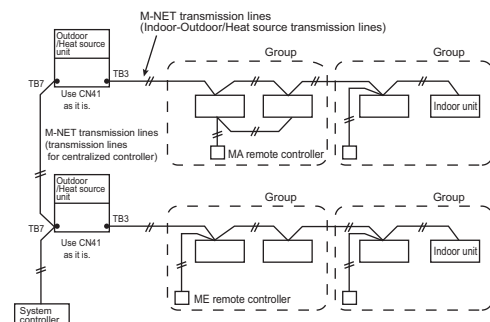 M-NET transmission lines
(Indoor-Outdoor/Heat source transmission lines)
Outdoor
/Heat source
unit
TB7
TB3
Use CN41
as it is.
Group
Group
Indoor unit
MA remote controller
M-NET transmission lines
(transmission lines
for centralized controller)
Outdoor
/Heat source
unit
TB7
TB3
Use CN41
as it is.
Group
Group
Indoor unit
ME remote controller
System
controller